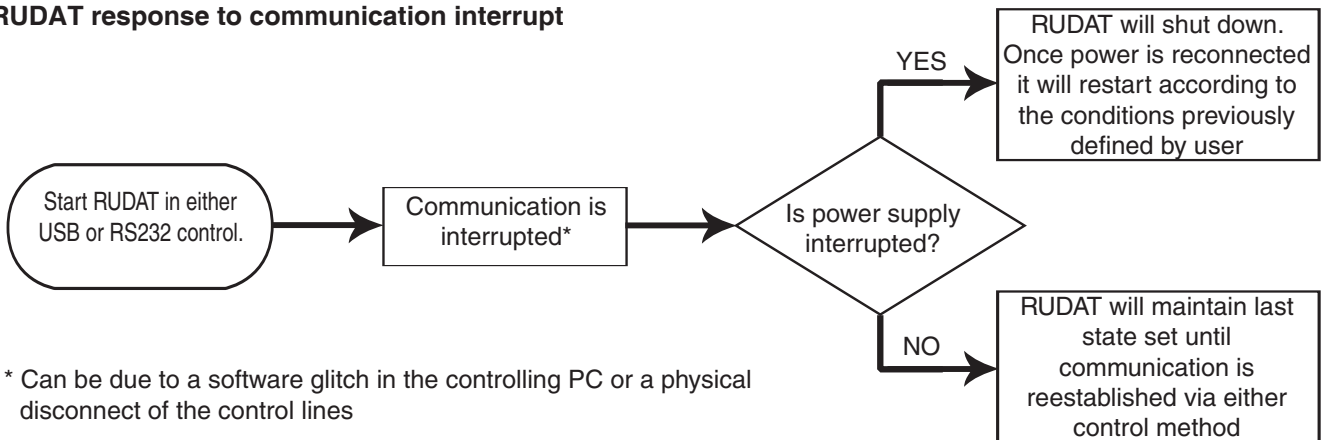 RUDAT response to communication interrupt
Start RUDAT in either
USB or RS232 control.
Communication is
interrupted*
Is power supply
interrupted?
YES
RUDAT will shut down.
Once power is reconnected
it will restart according to
the conditions previously
defined by user
NO
RUDAT will maintain last
state set until
communication is
reestablished via either
control method
* Can be due to a software glitch in the controlling PC or a physical
disconnect of the control lines